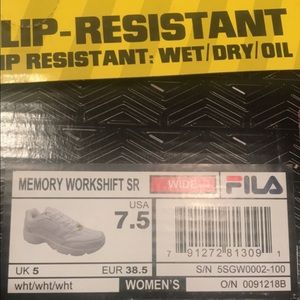 LIP-RESISTANT
IP RESISTANT: WET/DRY/OIL
MEMORY WORKSHIFT SR
WIDE
FILA
USA
7.5
7 91272 81309 1
UK 5
EUR 38.5
S/N 5SGW0002-100
wht/wht/wht
WOMEN'S
O/N 0091218B